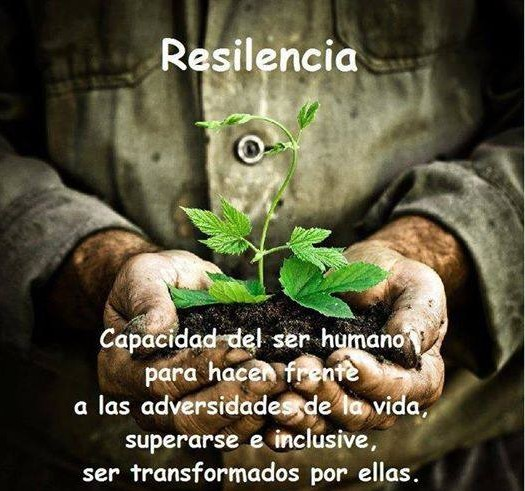 Resilencia
Capacidad del ser humano
para hacer frente
a las adversidades de la vida,
superarse e inclusive,
ser transformados por ellas.